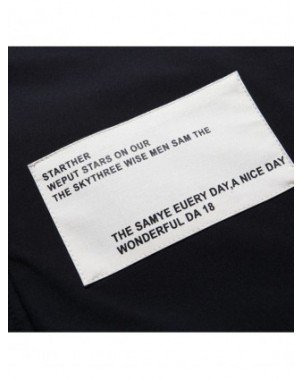 STARTHER
WEPUT STARS ON OUR
THE SKYTHREE WISE MEN SAM THE
THE SAMYE EUERY DAY,A NICE DAY
WONDERFUL DA 18